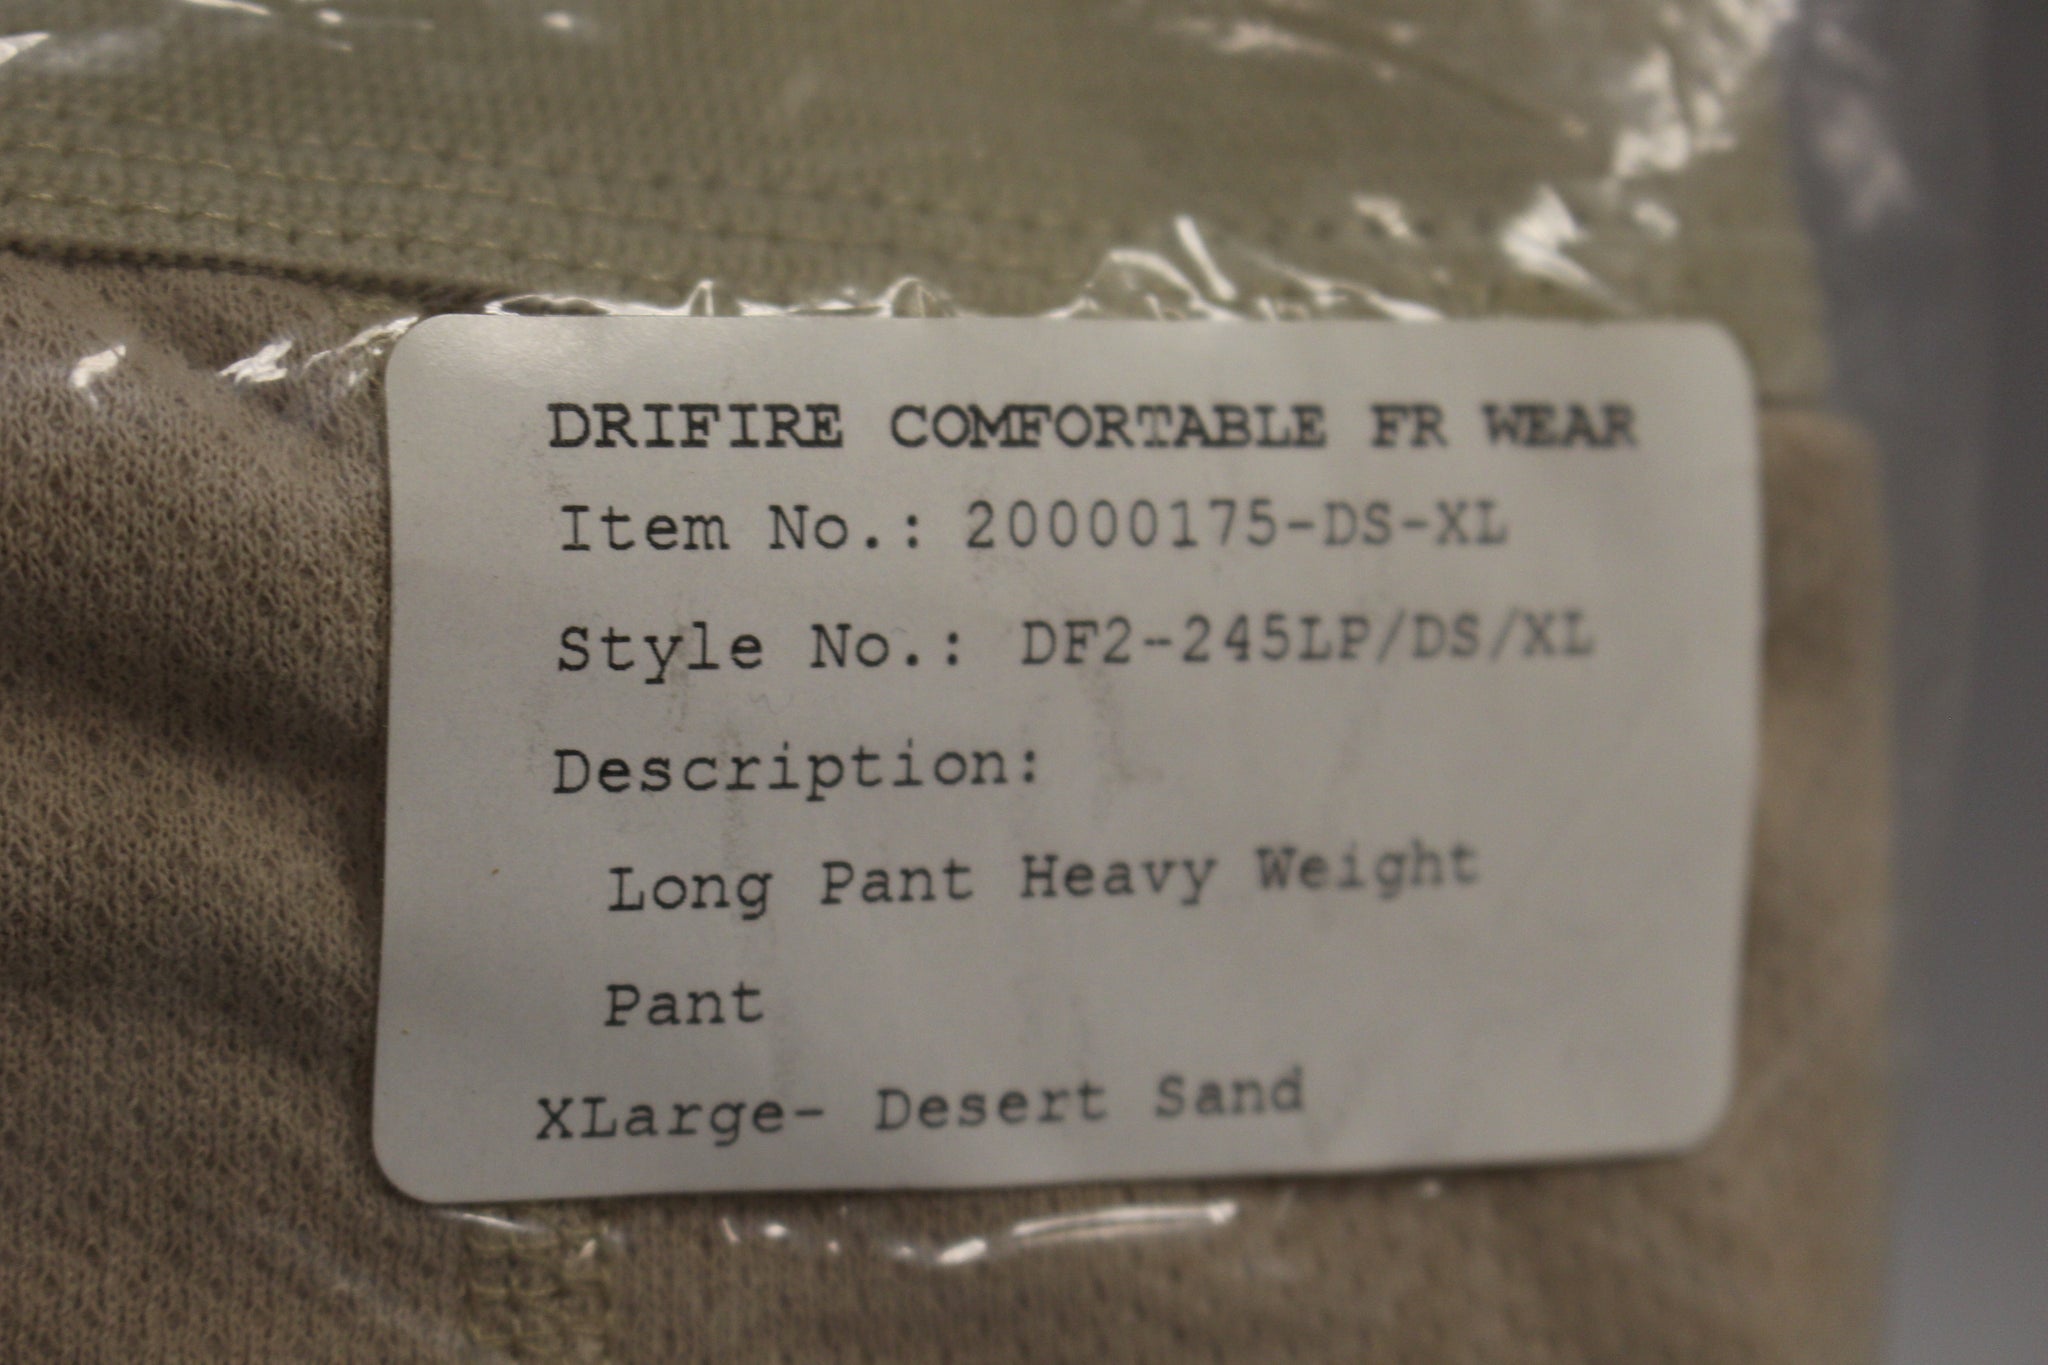 DRIFIRE COMFORTABLE FR WEAR
Item No.: 20000175-DS-XL
Style No.: DF2-245LP/DS/XL
Description:
Long Pant Heavy Weight
Pant
XLarge- Desert Sand